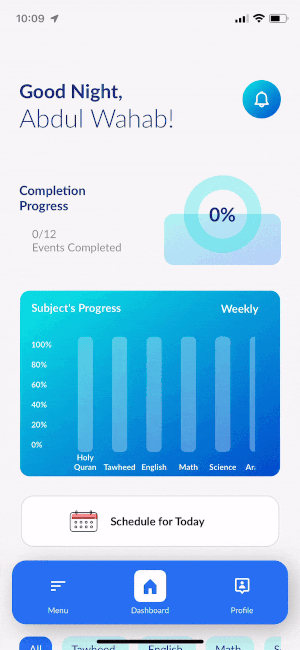 10:09
Good Night,
Abdul Wahab!
Completion
Progress
0%
0/12
Events Completed
Subject's Progress
Weekly
100%
80%
60%
40%
20%
0%
Holy
Quran
Tawheed
English
Math
Science
Schedule for Today
Menu
Dashboard
Profile
All
Tawheed
English
Math